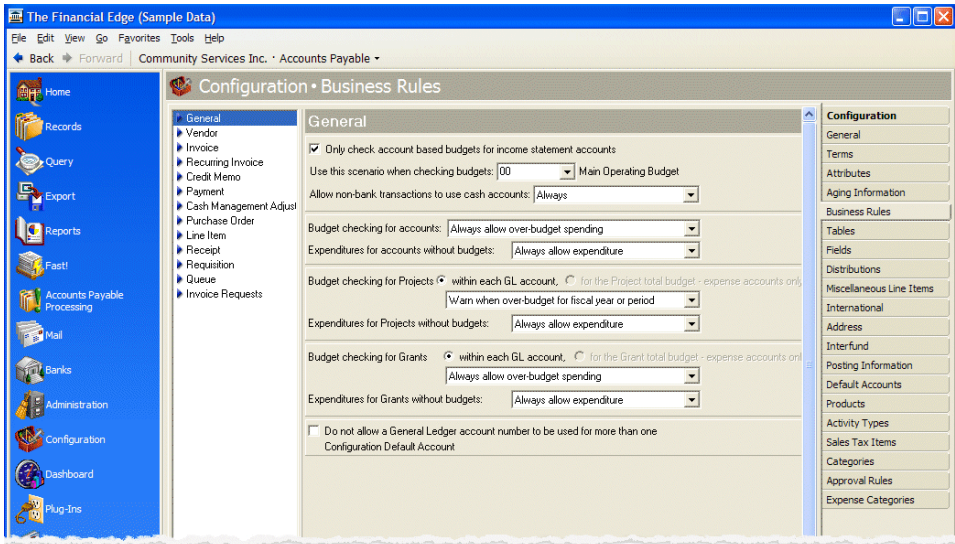 The Financial Edge (Sample Data)
File Edit View Go Favorites Tools Help
Back Forward Community Services Inc. · Accounts Payable
Home
Records
Query
Export
Reports
Fast!
Accounts Payable
Processing
Mail
Banks
Administration
Configuration
Dashboard
Plug-Ins
Configuration · Business Rules
General
Vendor
Invoice
Recurring Invoice
Credit Memo
Payment
Cash Management Adjust
Purchase Order
Line Item
Receipt
Requisition
Queue
Invoice Requests
General
Only check account based budgets for income statement accounts
Use this scenario when checking budgets: 00 Main Operating Budget
Allow non-bank transactions to use cash accounts: Always
Budget checking for accounts: Always allow over-budget spending
Expenditures for accounts without budgets: Always allow expenditure
Budget checking for Projects within each GL account, for the Project total budget - expense accounts only
Warn when over-budget for fiscal year or period
Expenditures for Projects without budgets: Always allow expenditure
Budget checking for Grants within each GL account, for the Grant total budget - expense accounts onl
Always allow over-budget spending
Expenditures for Grants without budgets: Always allow expenditure
Do not allow a General Ledger account number to be used for more than one
Configuration Default Account
Configuration
General
Terms
Attributes
Aging Information
Business Rules
Tables
Fields
Distributions
Miscellaneous Line Items
International
Address
Interfund
Posting Information
Default Accounts
Products
Activity Types
Sales Tax Items
Categories
Approval Rules
Expense Categories